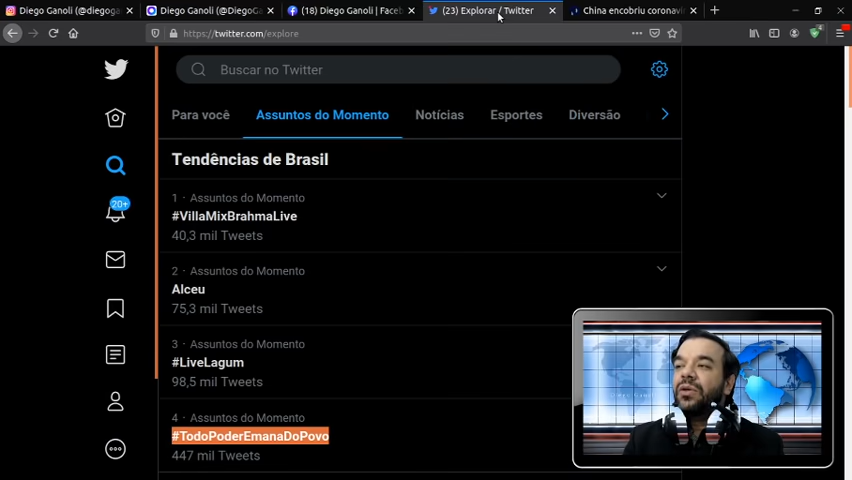 Diego Ganoli (@diegoga
Diego Ganoli (@DiegoGa
(18) Diego Ganoli | Faceb
(23) Explorar / Twitter
China encobriu coronaví
https://twitter.com/explore
Buscar no Twitter
Para você
Assuntos do Momento
Notícias
Esportes
Diversão
Tendências de Brasil
1 · Assuntos do Momento
#VillaMixBrahmaLive
40,3 mil Tweets
20+
2 · Assuntos do Momento
Alceu
75,3 mil Tweets
3 · Assuntos do Momento
#LiveLagum
98,5 mil Tweets
4 · Assuntos do Momento
#TodoPoderEmanaDoPovo
447 mil Tweets